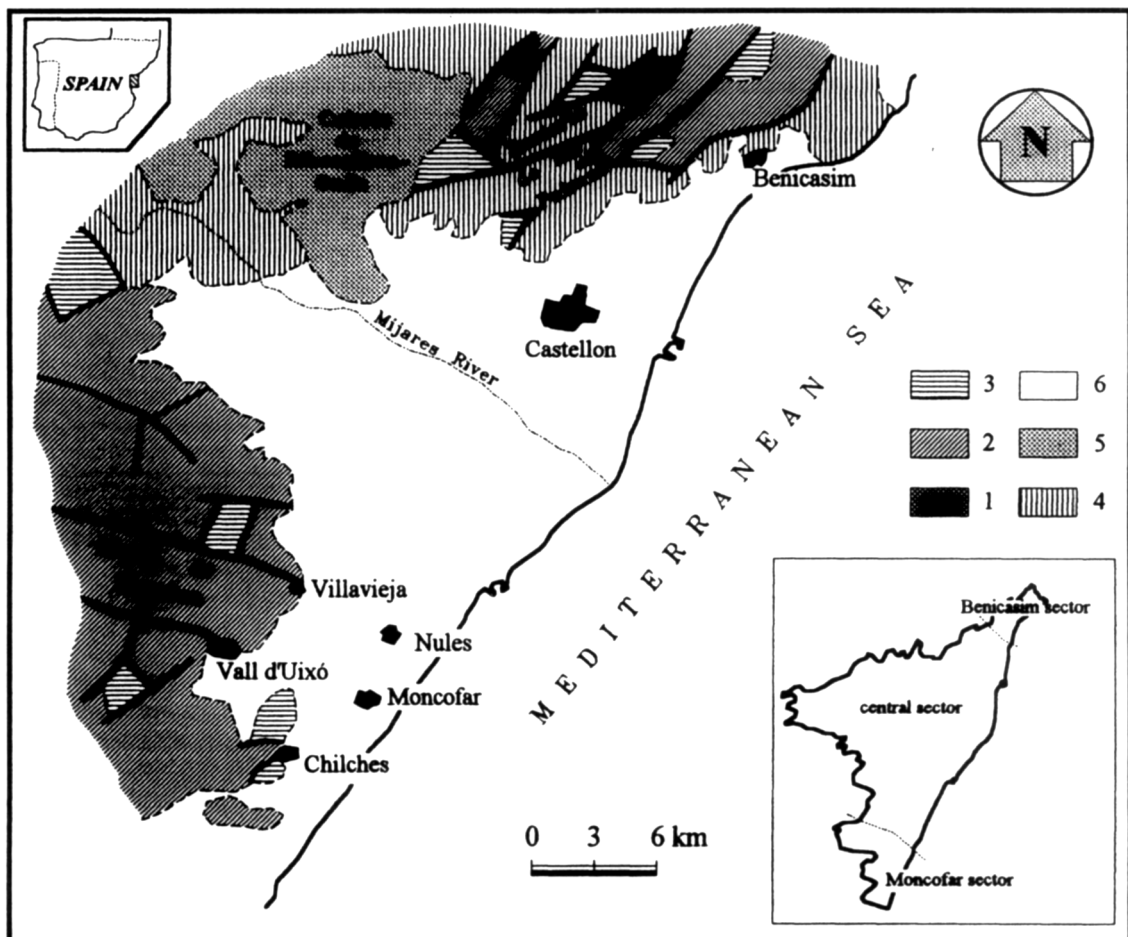 SPAIN
N
Benicasim
Castellon
Mijares River
MEDITERRANEAN SEA
3 6
2 5
1 4
Villavieja
Nules
Vall d'Uixó
Moncofar
Chilches
0 3 6 km
Benicasim sector
central sector
Moncofar sector